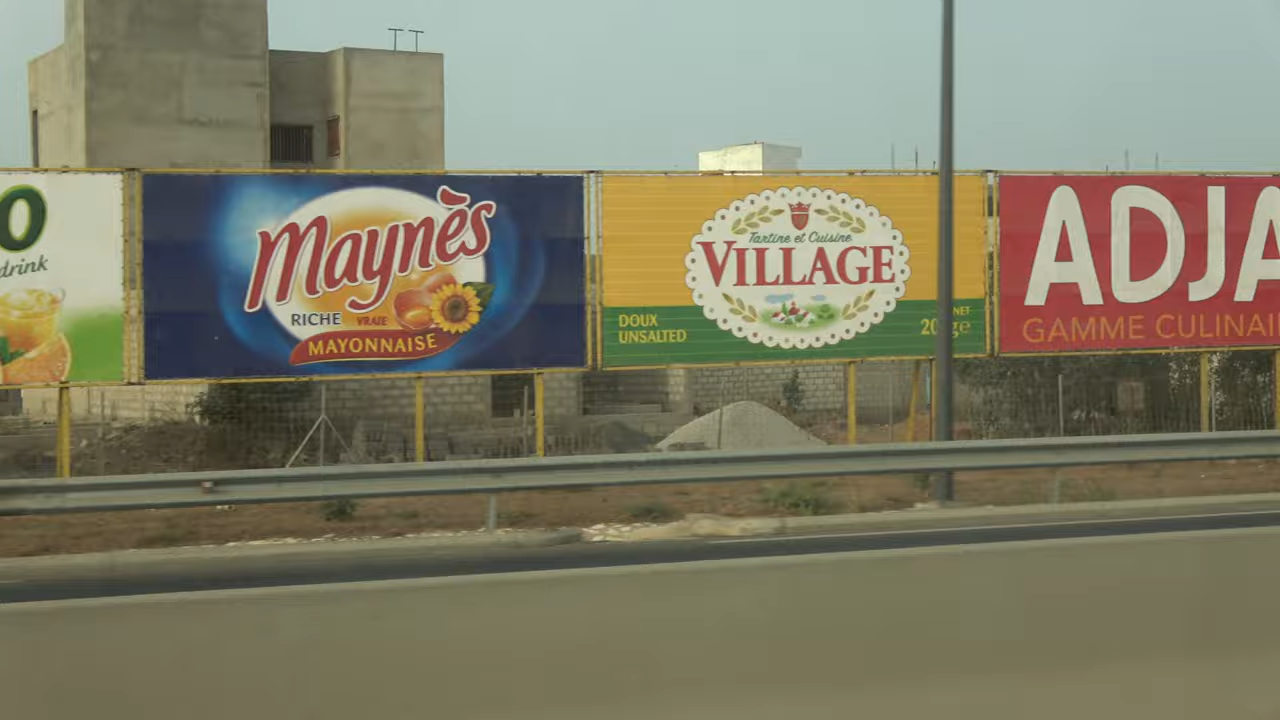 drink
Maynès
RICHE VRAIE
MAYONNAISE
Tartine et Cuisine
VILLAGE
DOUX
UNSALTED
NET
ADJA
GAMME CULINAI